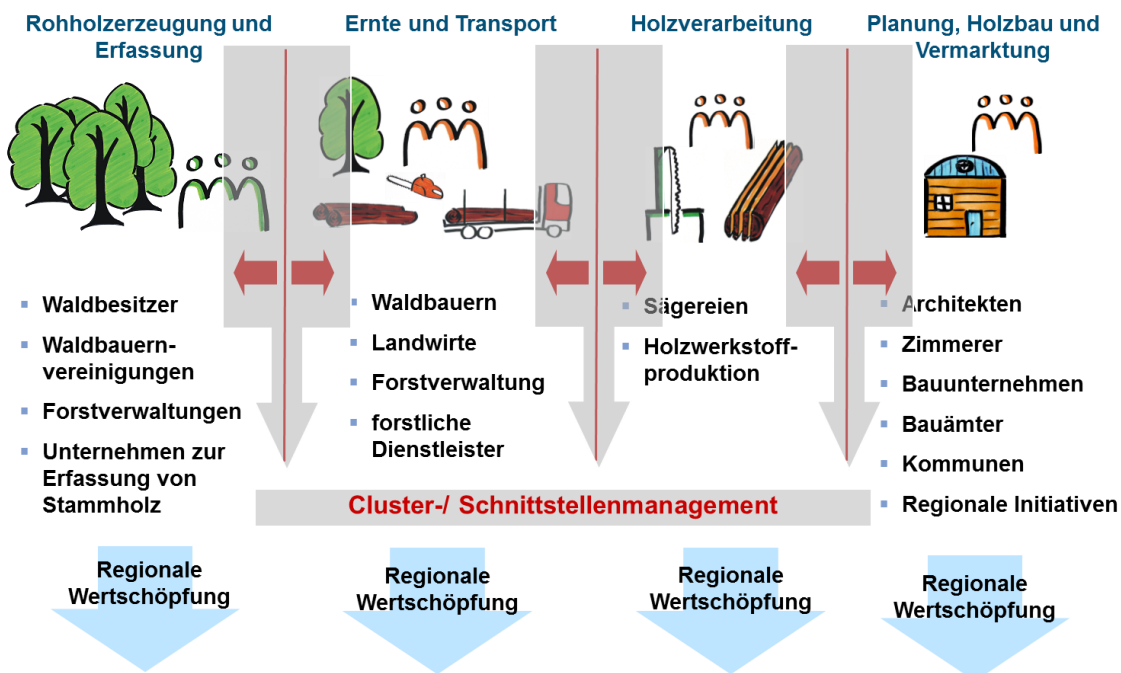 Rohholzerzeugung und
Erfassung
Ernte und Transport
Holzverarbeitung
Planung, Holzbau und
Vermarktung
Waldbesitzer
Waldbauern-
vereinigungen
Forstverwaltungen
Unternehmen zur
Erfassung von
Stammholz
Waldbauern
Landwirte
Forstverwaltung
forstliche
Dienstleister
Sägereien
Holzwerkstoff-
produktion
Architekten
Zimmerer
Bauunternehmen
Bauämter
Kommunen
Regionale Initiativen
Cluster-/ Schnittstellenmanagement
Regionale
Wertschöpfung
Regionale
Wertschöpfung
Regionale
Wertschöpfung
Regionale
Wertschöpfung